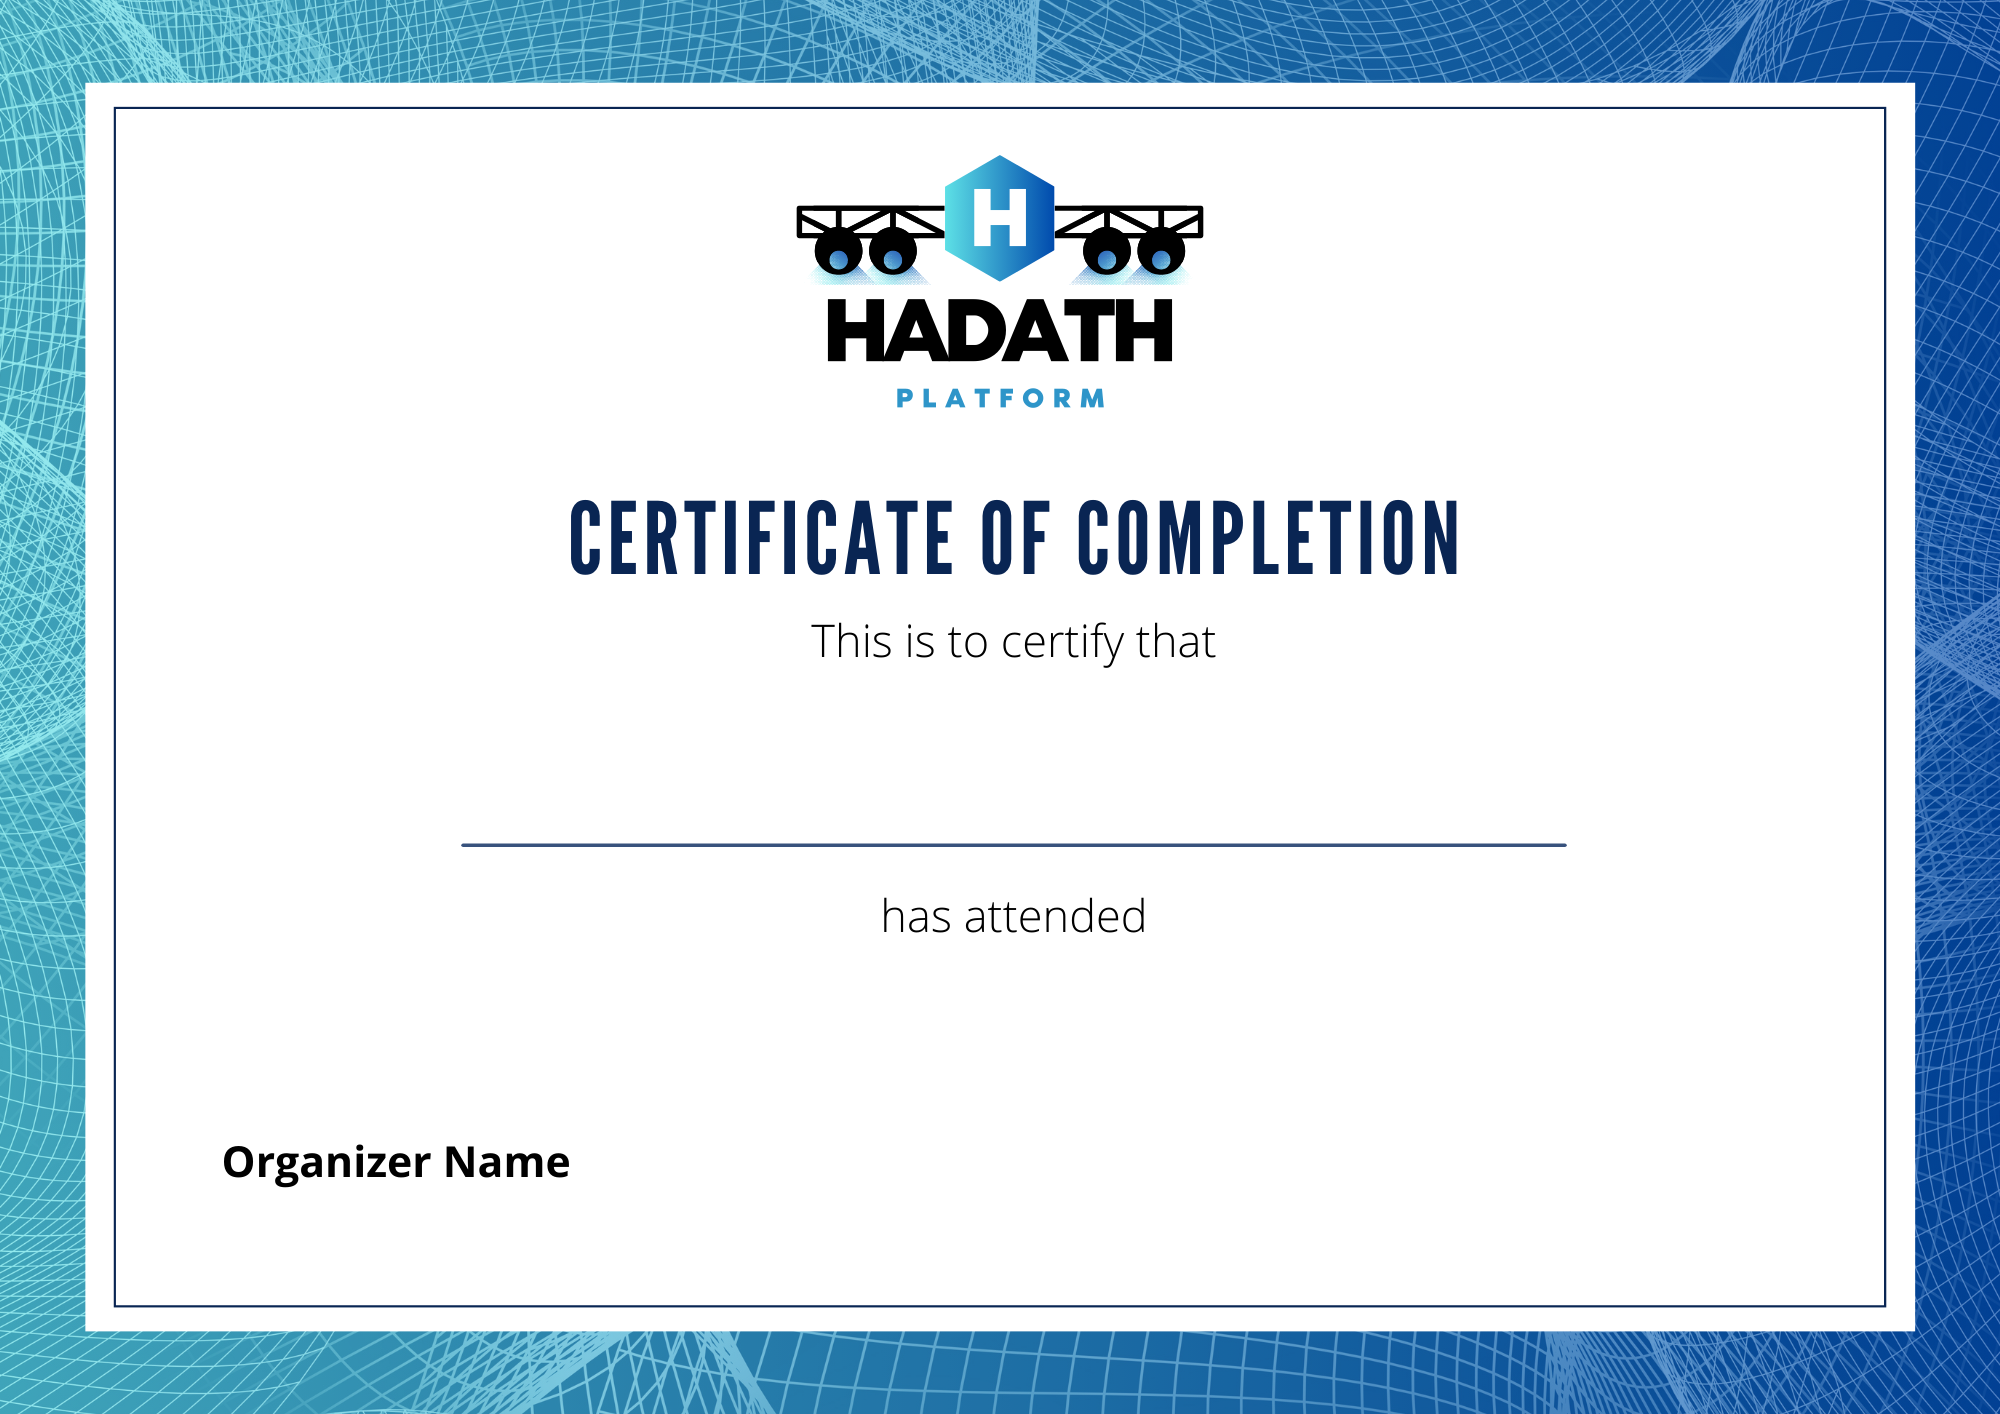 H
HADATH
PLATFORM
CERTIFICATE OF COMPLETION
This is to certify that
has attended
Organizer Name